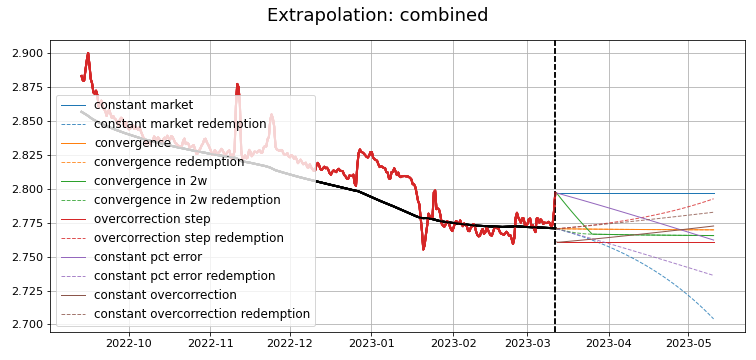 Extrapolation: combined
2.900
2.875
2.850
2.825
2.800
2.775
2.750
2.725
2.700
constant market
constant market redemption
convergence
convergence redemption
convergence in 2w
convergence in 2w redemption
overcorrection step
overcorrection step redemption
constant pct error
constant pct error redemption
constant overcorrection
constant overcorrection redemption
2022-10
2022-11
2022-12
2023-01
2023-02
2023-03
2023-04
2023-05